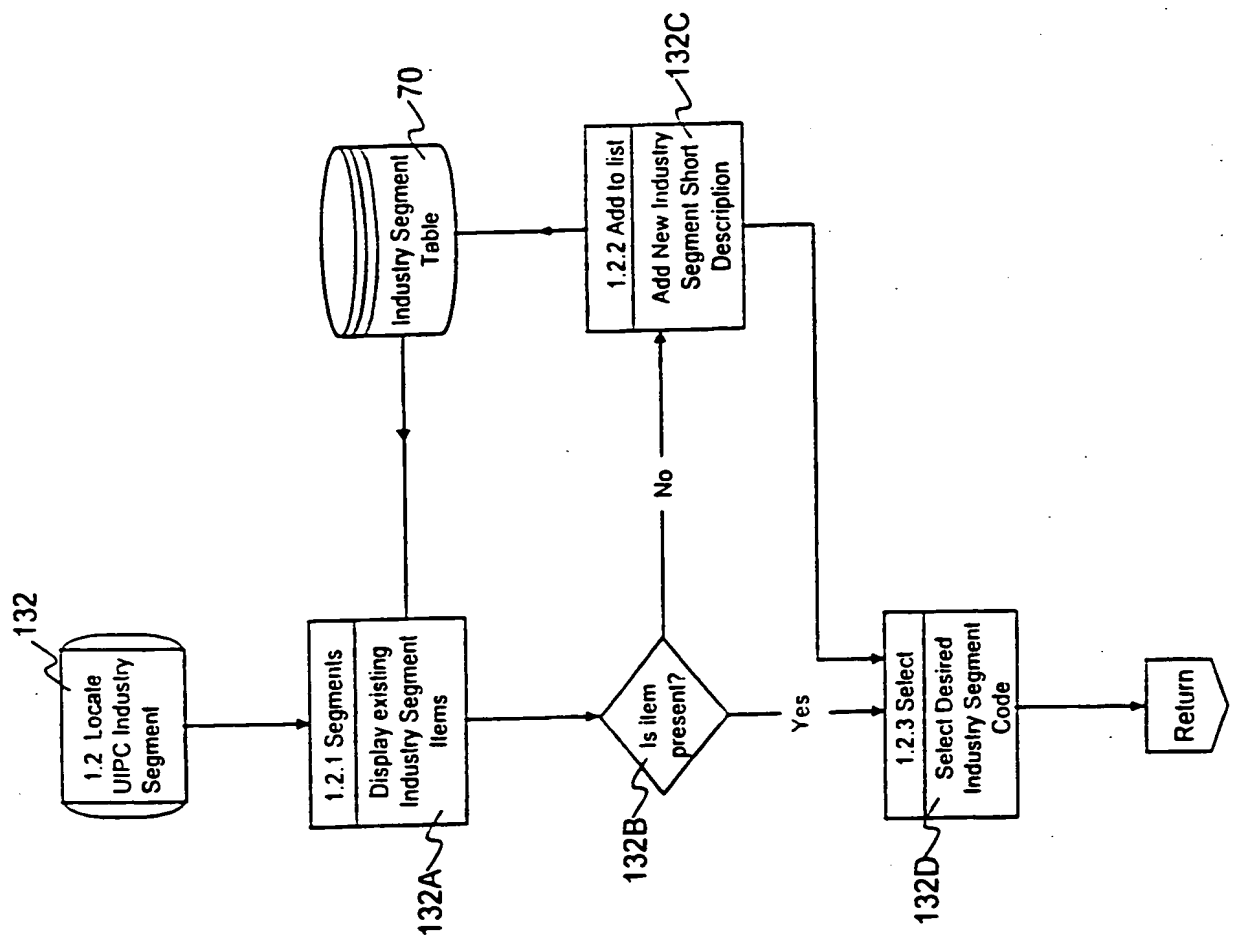 132
1.2 Locate
UIPC Industry
Segment
1.2.1 Segments
Display existing
Industry Segment
Items
132A
Industry Segment
Table
70
Is item
present?
132B
No
Yes
1.2.2 Add to list
Add New Industry
Segment Short
Description
132C
1.2.3 Select
Select Desired
Industry Segment
Code
132D
Return